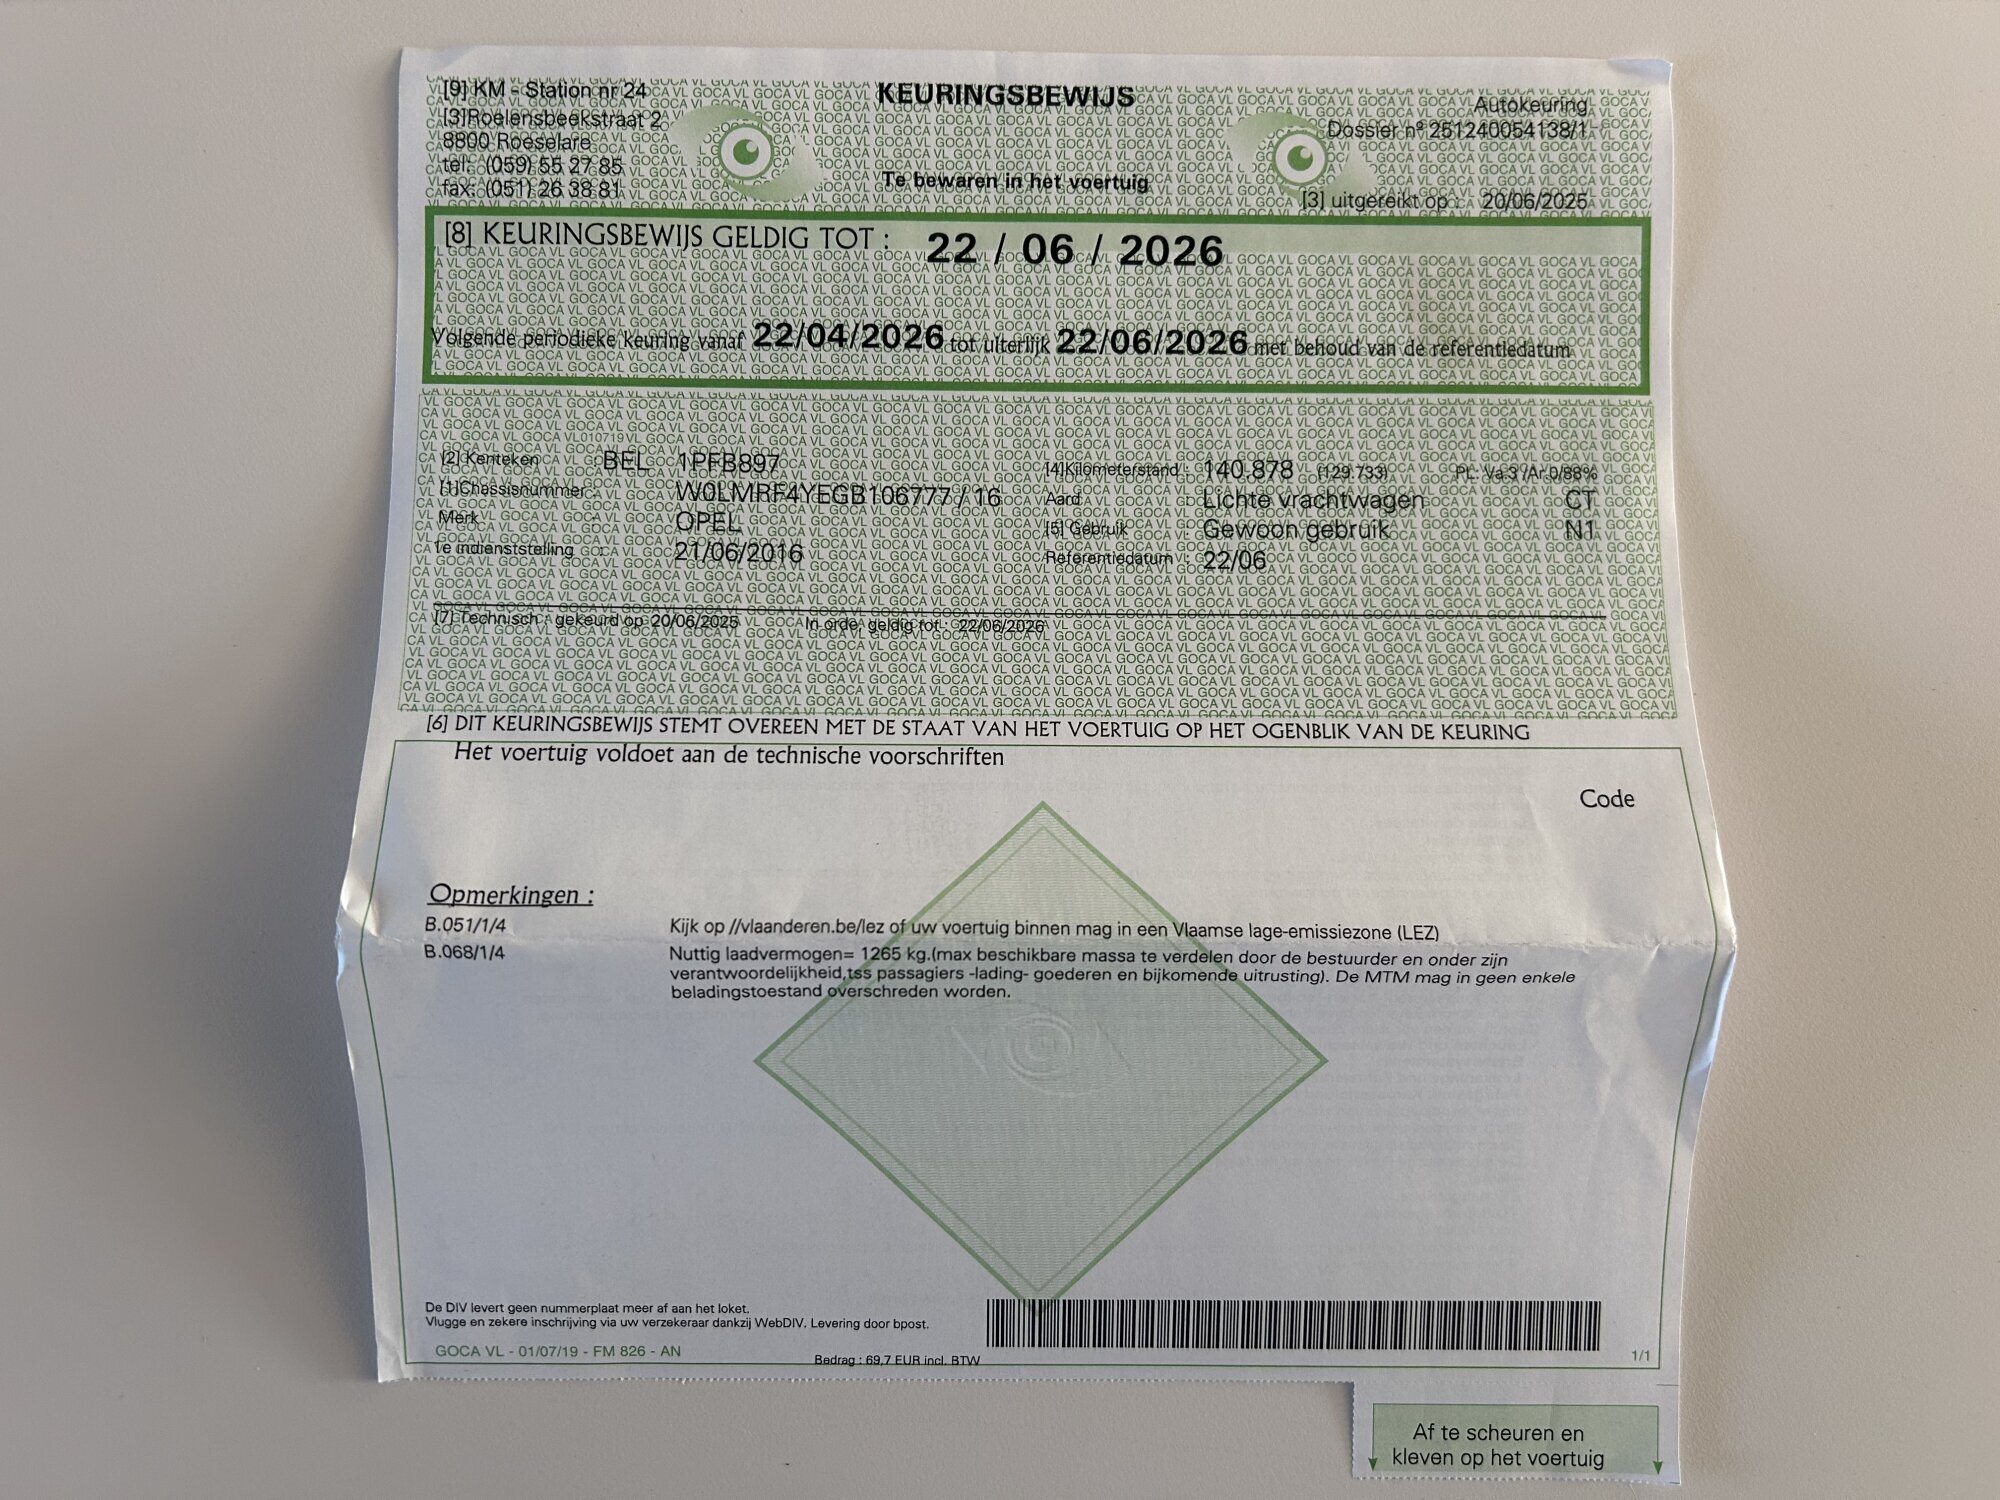 [9] KM - Station nr 24
[3]Roelensbeekstraat 2
8800 Roeselare
tel: (059) 55 27 85
fax: (051) 26 38 81
KEURINGSBEWIJS
Te bewaren in het voertuig
Autokeuring
Dossier nº 251240054138/1
[3] uitgereikt op : 20/06/2025
[8] KEURINGSBEWIJS GELDIG TOT : 22 / 06 / 2026
Volgende periodieke keuring vanaf 22/04/2026 tot uiterlijk 22/06/2026 met behoud van de referentiedatum
[2] Kenteken BEL 1PFB897
[1]Chassisnummer : W0LMRF4YEGB106777 / 16
Merk : OPEL
1e indienststelling : 21/06/2016
[4]Kilometerstand : 140.878 (129.733) PL: Va.3 /Ar.0/88%
Aard : Lichte vrachtwagen CT
[5] Gebruik : Gewoon gebruik N1
Referentiedatum : 22/06
[7] Technisch : gekeurd op 20/06/2025 In orde, geldig tot : 22/06/2026
[6] DIT KEURINGSBEWIJS STEMT OVEREEN MET DE STAAT VAN HET VOERTUIG OP HET OGENBLIK VAN DE KEURING
Het voertuig voldoet aan de technische voorschriften
Code
Opmerkingen :
B.051/1/4 Kijk op //vlaanderen.be/lez of uw voertuig binnen mag in een Vlaamse lage-emissiezone (LEZ)
B.068/1/4 Nuttig laadvermogen= 1265 kg.(max beschikbare massa te verdelen door de bestuurder en onder zijn
verantwoordelijkheid,tss passagiers -lading- goederen en bijkomende uitrusting). De MTM mag in geen enkele
beladingstoestand overschreden worden.
De DIV levert geen nummerplaat meer af aan het loket.
Vlugge en zekere inschrijving via uw verzekeraar dankzij WebDIV. Levering door bpost.
GOCA VL - 01/07/19 - FM 826 - AN
Bedrag : 69,7 EUR incl. BTW
1/1
Af te scheuren en
kleven op het voertuig